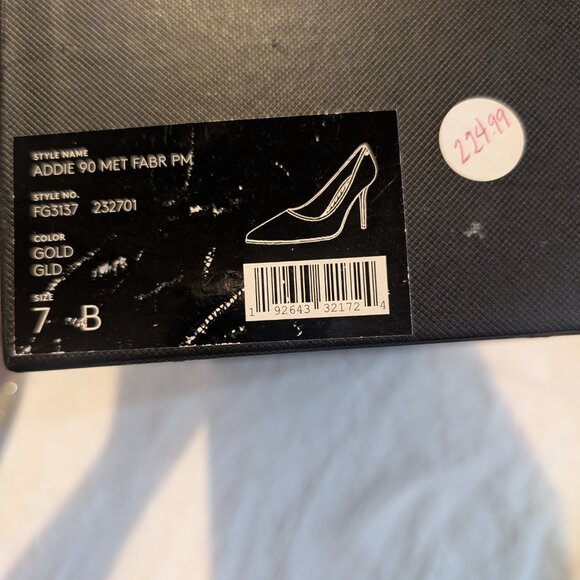 STYLE NAME
ADDIE 90 MET FABR PM
STYLE NO.
FG3137 232701
COLOR
GOLD
GLD
SIZE
7 B
1 92643 32172 4
224.99